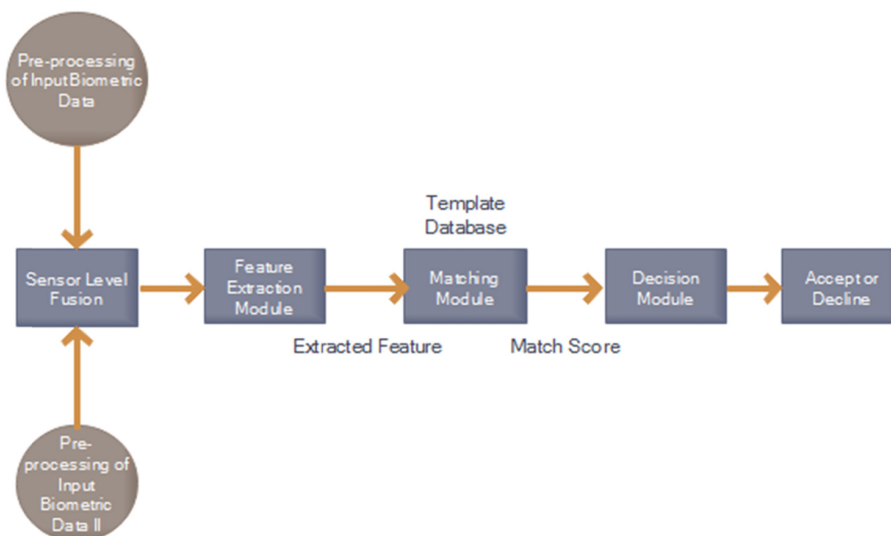 Pre-processing
of Input Biometric
Data
Template
Database
Sensor Level
Fusion
Feature
Extraction
Module
Matching
Module
Decision
Module
Accept or
Decline
Extracted Feature
Match Score
Pre-
processing of
Input
Biometric
Data II